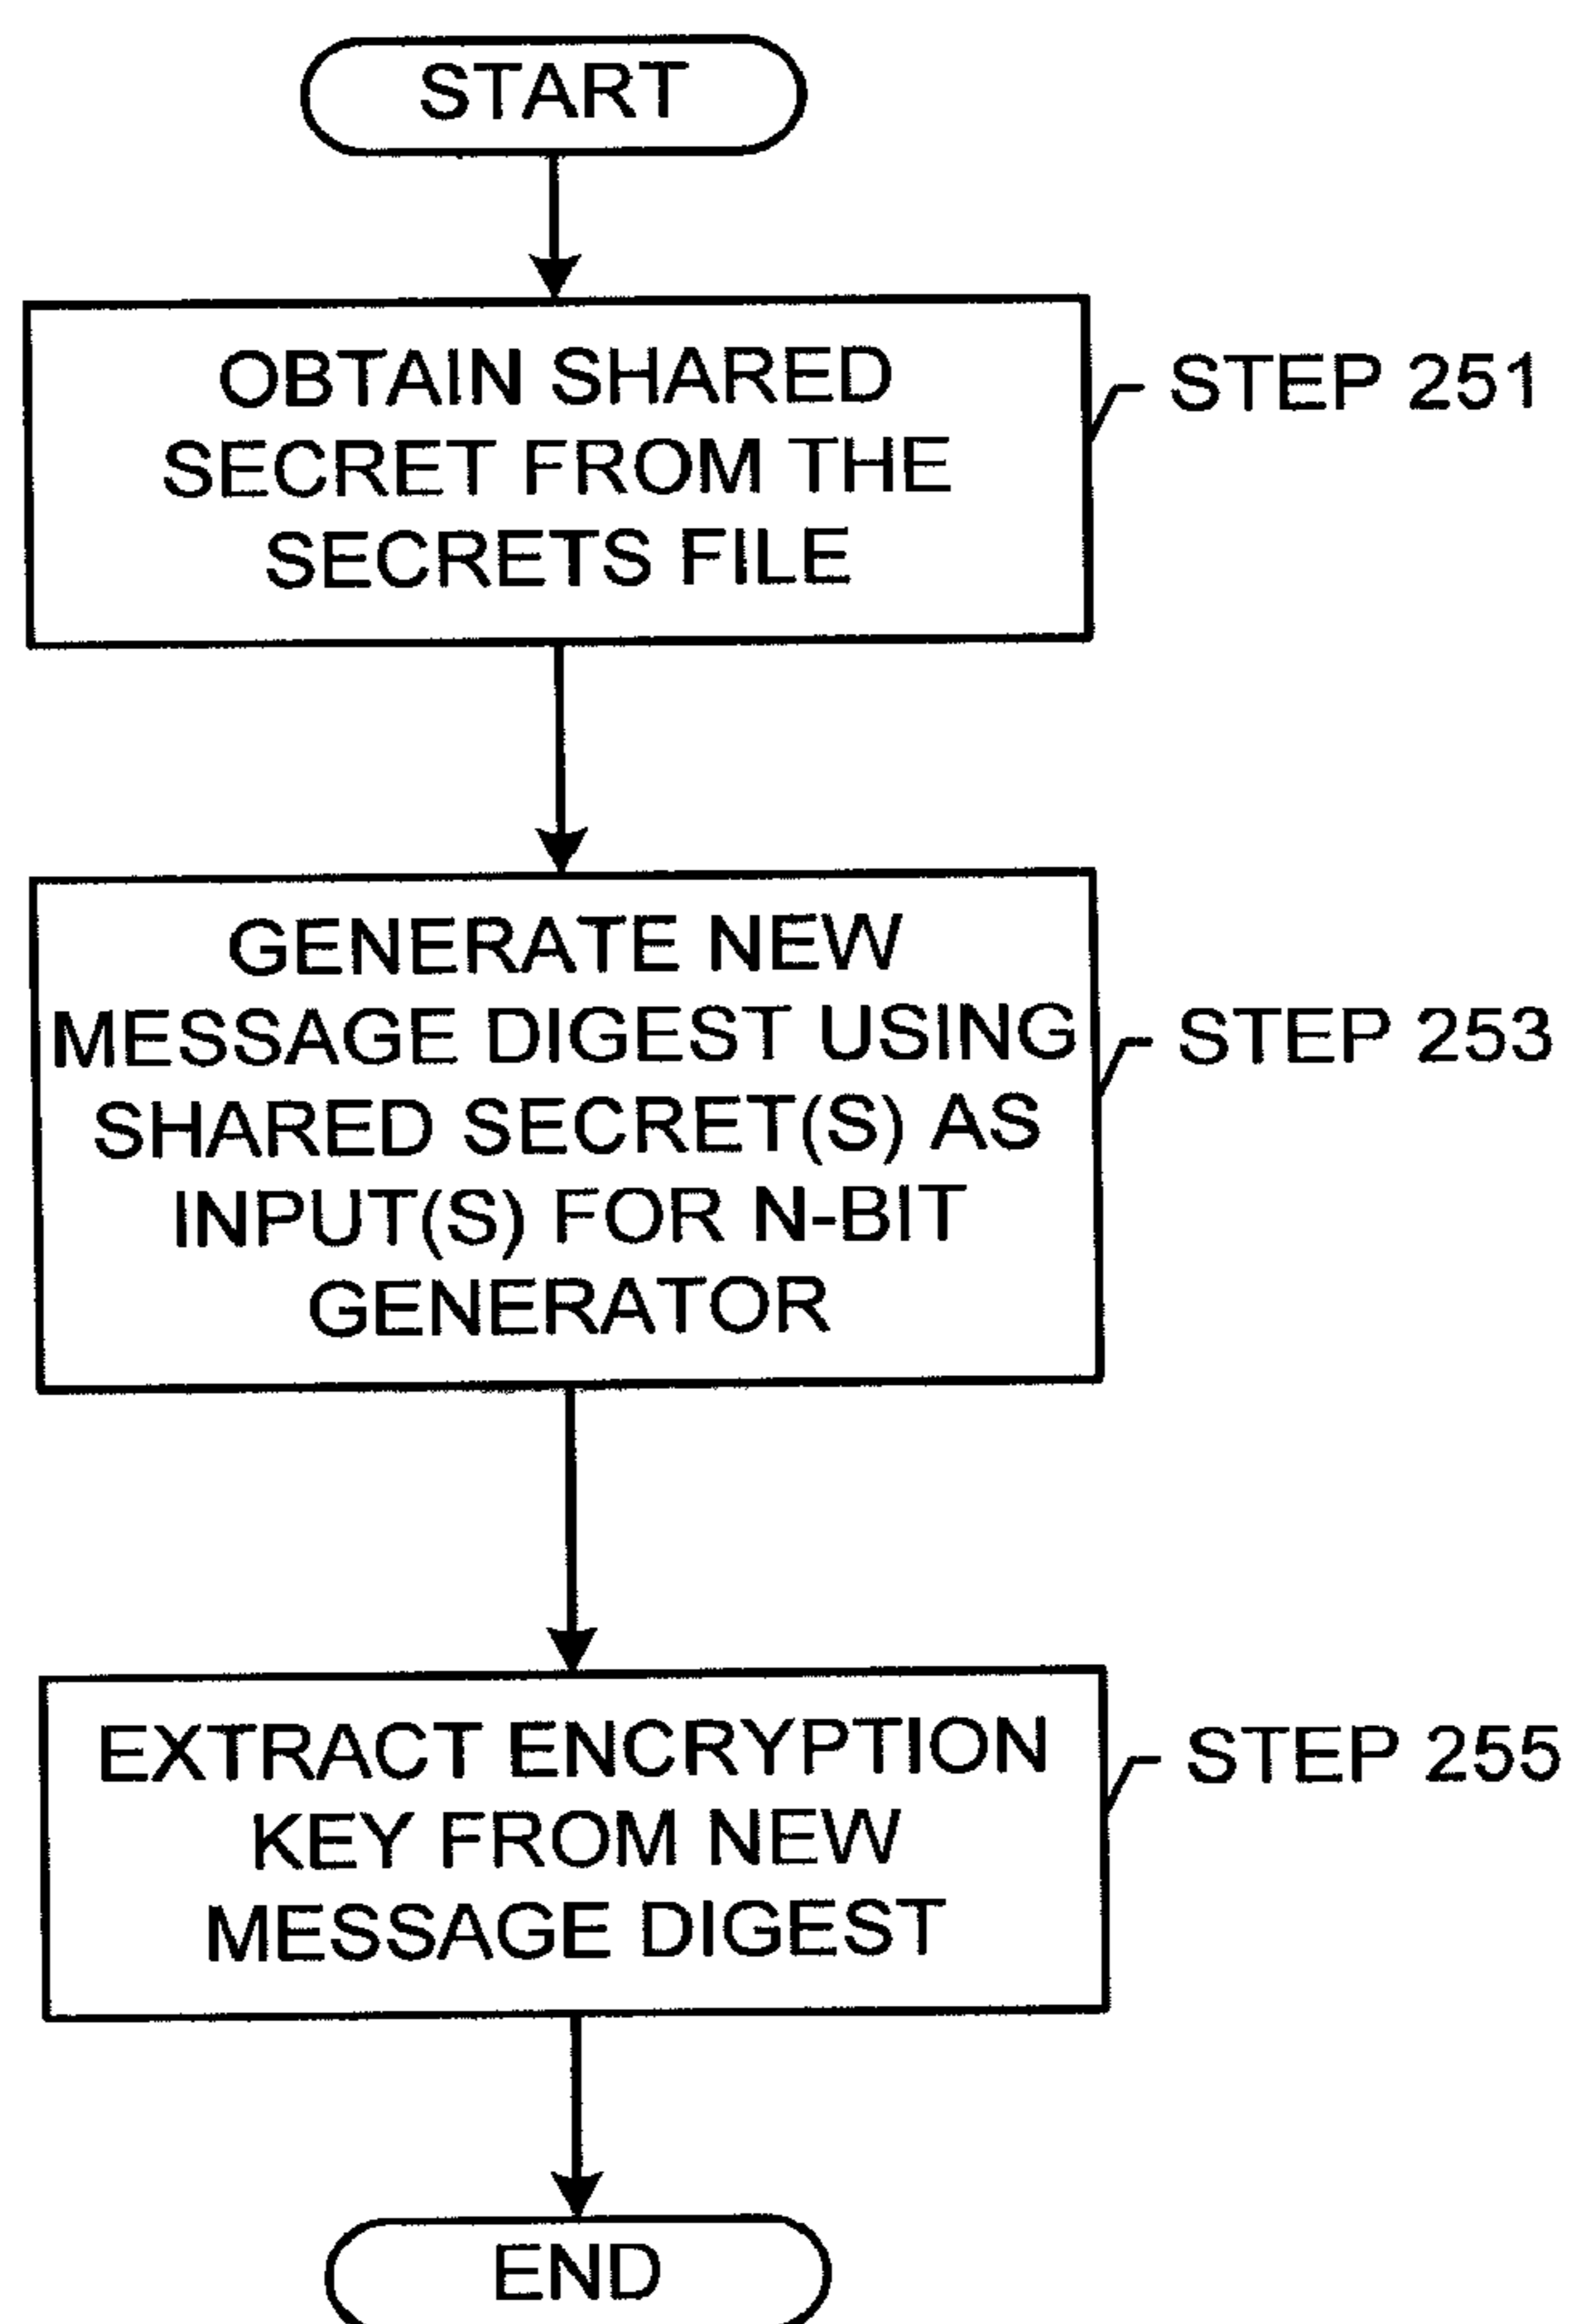 START
OBTAIN SHARED
SECRET FROM THE
SECRETS FILE
STEP 251
GENERATE NEW
MESSAGE DIGEST USING
SHARED SECRET(S) AS
INPUT(S) FOR N-BIT
GENERATOR
STEP 253
EXTRACT ENCRYPTION
KEY FROM NEW
MESSAGE DIGEST
STEP 255
END